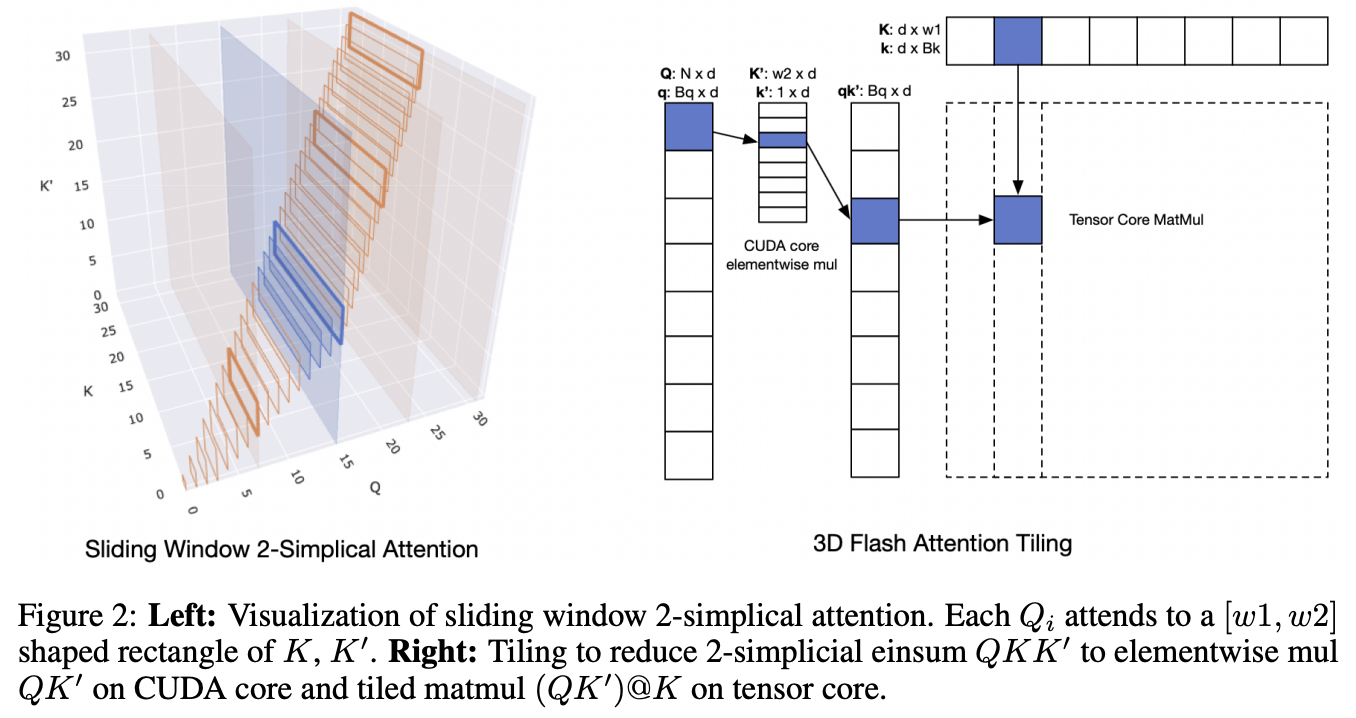 30
25
20
K' 15
10
5
0
30
25
20
K 15
10
5
0
0
5
10
15
20
25
30
Q
Sliding Window 2-Simplical Attention
K: d x w1
k: d x Bk
Q: N x d
q: Bq x d
K': w2 x d
k': 1 x d
qk': Bq x d
CUDA core
elementwise mul
Tensor Core MatMul
3D Flash Attention Tiling
Figure 2: Left: Visualization of sliding window 2-simplical attention. Each Qᵢ attends to a [w1, w2]
shaped rectangle of K, K′. Right: Tiling to reduce 2-simplicial einsum QKK′ to elementwise mul
QK′ on CUDA core and tiled matmul (QK′)@K on tensor core.